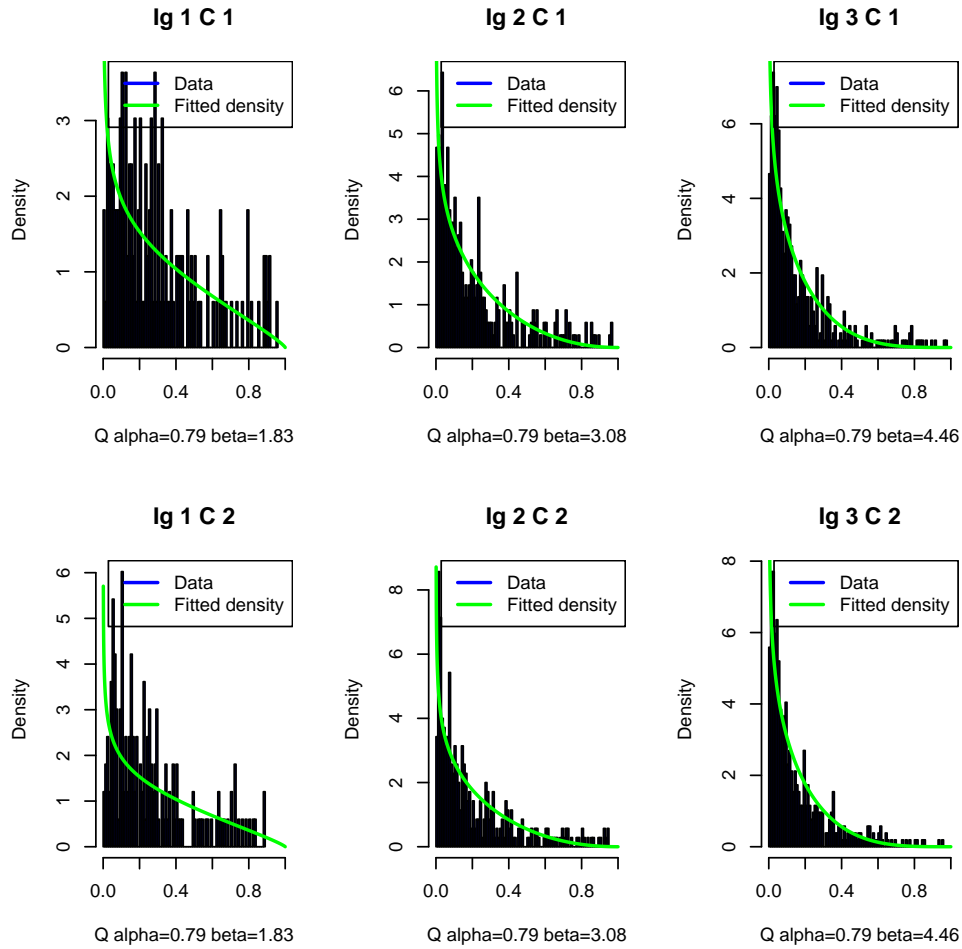 Ig 1 C 1
Data
Fitted density
Density
0 1 2 3
0.0 0.4 0.8
Q alpha=0.79 beta=1.83
Ig 2 C 1
Data
Fitted density
Density
0 1 2 3 4 5 6
0.0 0.4 0.8
Q alpha=0.79 beta=3.08
Ig 3 C 1
Data
Fitted density
Density
0 2 4 6
0.0 0.4 0.8
Q alpha=0.79 beta=4.46
Ig 1 C 2
Data
Fitted density
Density
0 1 2 3 4 5 6
0.0 0.4 0.8
Q alpha=0.79 beta=1.83
Ig 2 C 2
Data
Fitted density
Density
0 2 4 6 8
0.0 0.4 0.8
Q alpha=0.79 beta=3.08
Ig 3 C 2
Data
Fitted density
Density
0 2 4 6 8
0.0 0.4 0.8
Q alpha=0.79 beta=4.46